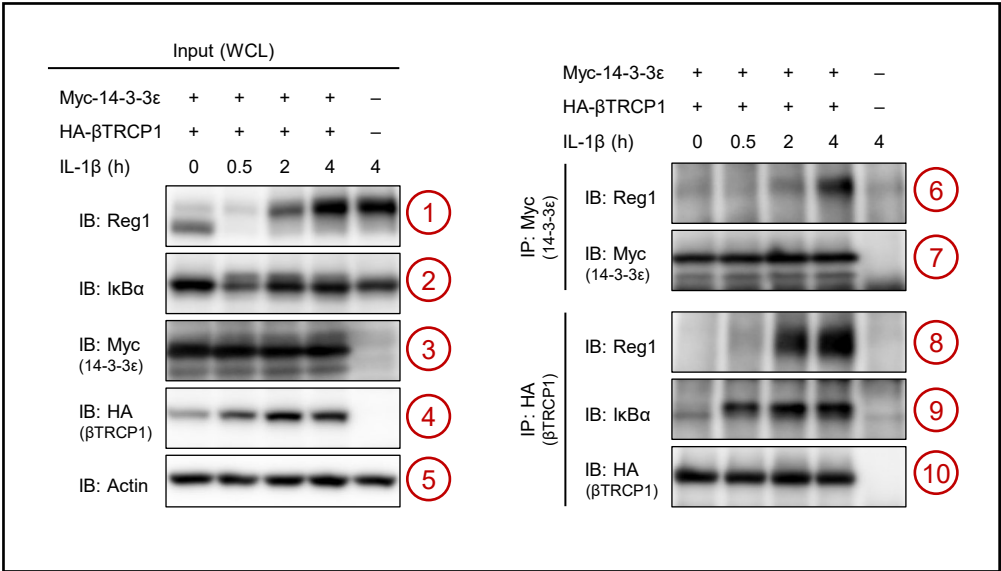 Input (WCL)
Myc-14-3-3ε + + + + –
HA-βTRCP1 + + + + –
IL-1β (h) 0 0.5 2 4 4
IB: Reg1 1
IB: IκBα 2
IB: Myc 3
(14-3-3ε)
IB: HA 4
(βTRCP1)
IB: Actin 5
Myc-14-3-3ε + + + + –
HA-βTRCP1 + + + + –
IL-1β (h) 0 0.5 2 4 4
IP: Myc
(14-3-3ε)
IB: Reg1 6
IB: Myc 7
(14-3-3ε)
IP: HA
(βTRCP1)
IB: Reg1 8
IB: IκBα 9
IB: HA 10
(βTRCP1)